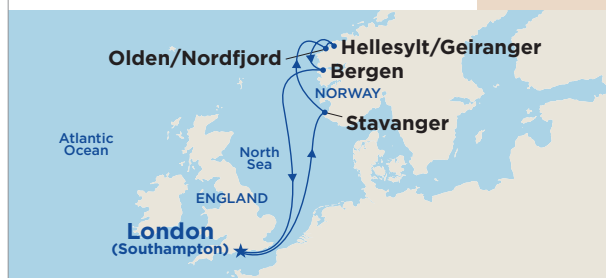 Hellesylt/Geiranger
Olden/Nordfjord
Bergen
NORWAY
Stavanger
Atlantic
Ocean
North
Sea
ENGLAND
London
(Southampton)